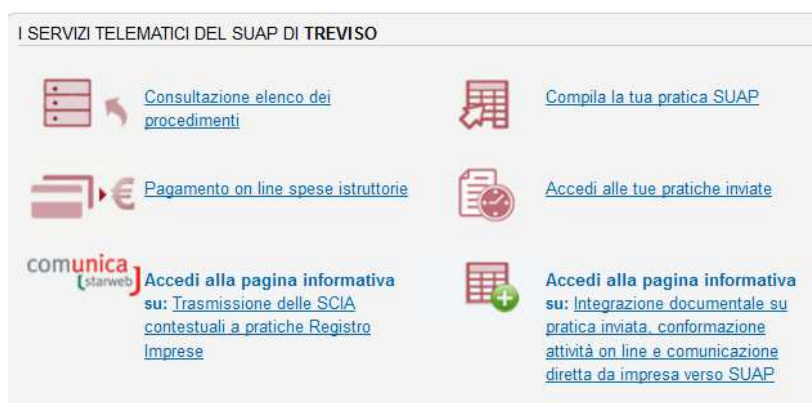 I SERVIZI TELEMATICI DEL SUAP DI TREVISO
Consultazione elenco dei
procedimenti
Compila la tua pratica SUAP
Pagamento on line spese istruttorie
Accedi alle tue pratiche inviate
comunica
[starweb]
Accedi alla pagina informativa
su: Trasmissione delle SCIA
contestuali a pratiche Registro
Imprese
Accedi alla pagina informativa
su: Integrazione documentale su
pratica inviata, conformazione
attività on line e comunicazione
diretta da impresa verso SUAP